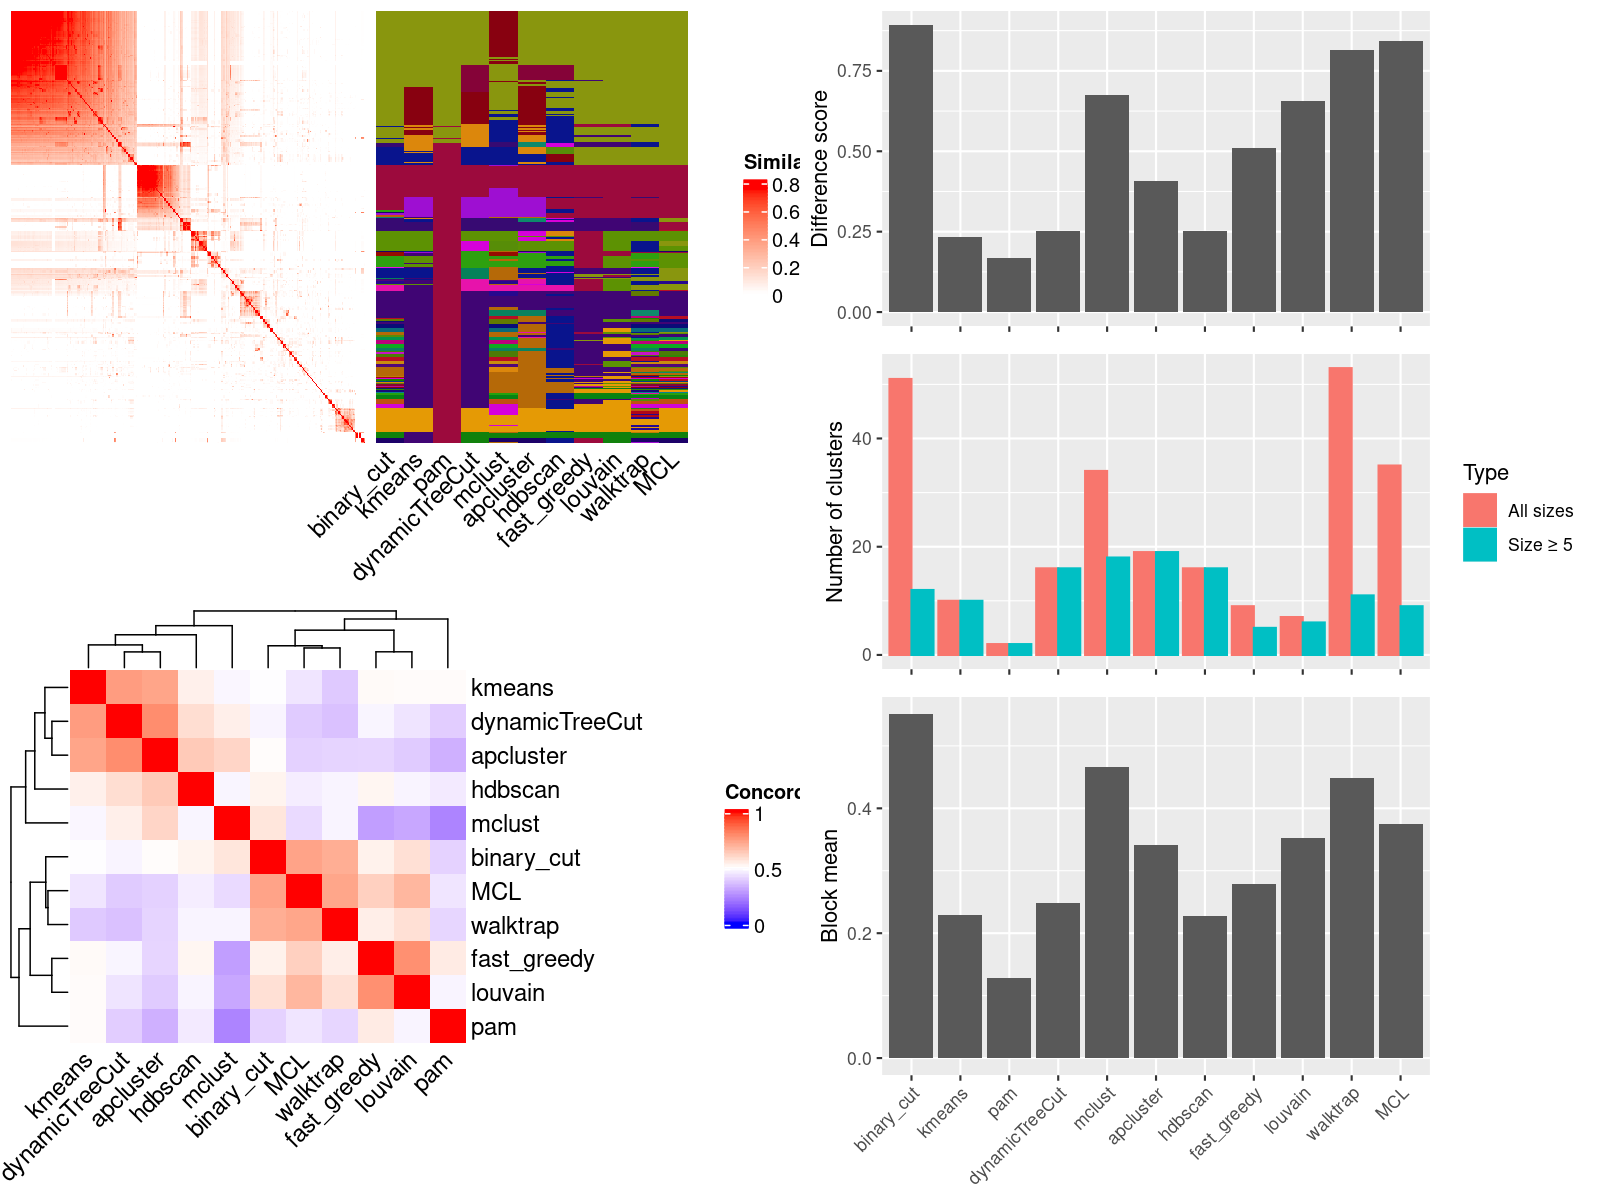 Simila
0.8
0.6
0.4
0.2
0
binary_cut
kmeans
pam
dynamicTreeCut
mclust
apcluster
hdbscan
fast_greedy
louvain
walktrap
MCL
Difference score
0.75
0.50
0.25
0.00
Number of clusters
40
20
0
Type
All sizes
Size ≥ 5
kmeans
dynamicTreeCut
apcluster
hdbscan
mclust
binary_cut
MCL
walktrap
fast_greedy
louvain
pam
kmeans
dynamicTreeCut
apcluster
hdbscan
mclust
binary_cut
MCL
walktrap
fast_greedy
louvain
pam
Concord
1
0.5
0
Block mean
0.4
0.2
0.0
binary_cut
kmeans
pam
dynamicTreeCut
mclust
apcluster
hdbscan
fast_greedy
louvain
walktrap
MCL